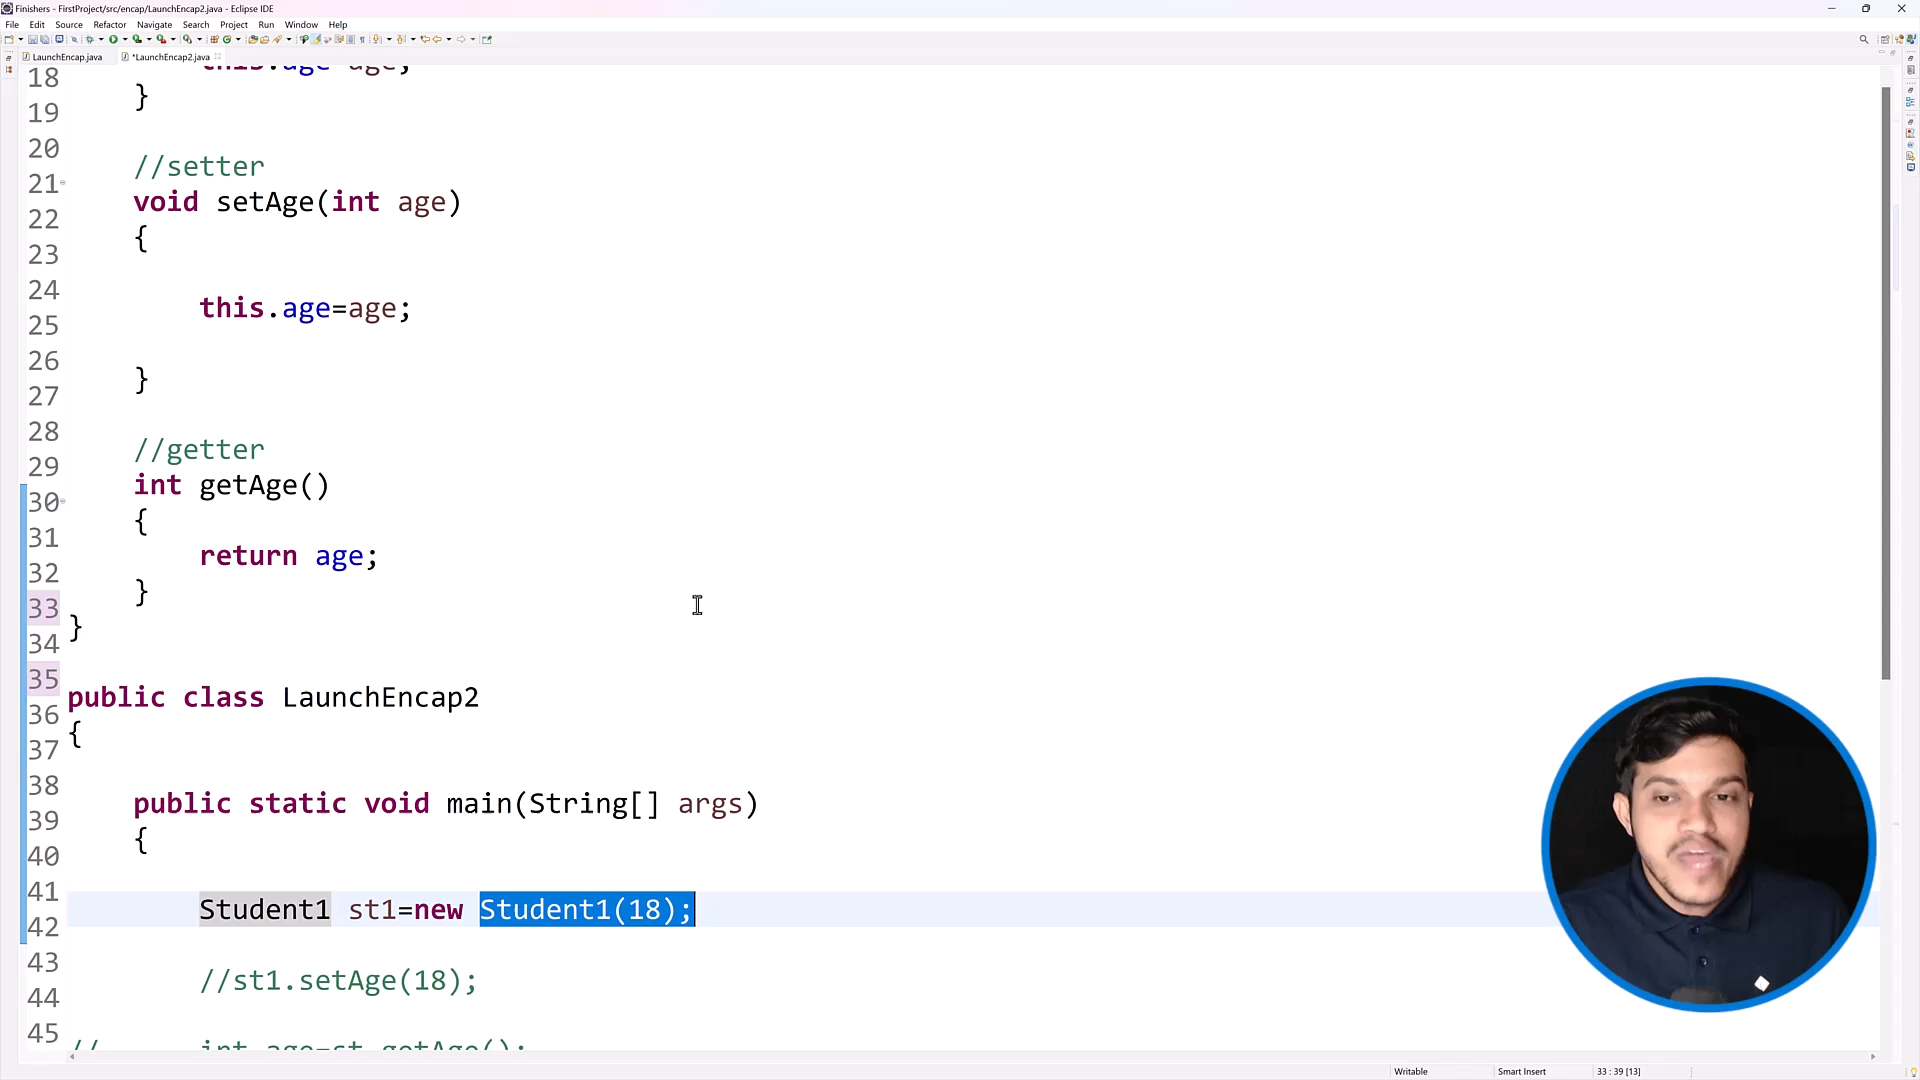 Finishers - FirstProject/src/encap/LaunchEncap2.java - Eclipse IDE
File Edit Source Refactor Navigate Search Project Run Window Help
LaunchEncap.java *LaunchEncap2.java
this.age=age;
18
}
19
20
//setter
21
void setAge(int age)
22
{
23
24
this.age=age;
25
26
}
27
28
//getter
29
int getAge()
30
{
31
return age;
32
}
33
}
34
35
public class LaunchEncap2
36
{
37
38
public static void main(String[] args)
39
{
40
41
Student1 st1=new Student1(18);
42
43
//st1.setAge(18);
44
45
// int age=st.getAge();
Writable Smart Insert 33 : 39 [13]